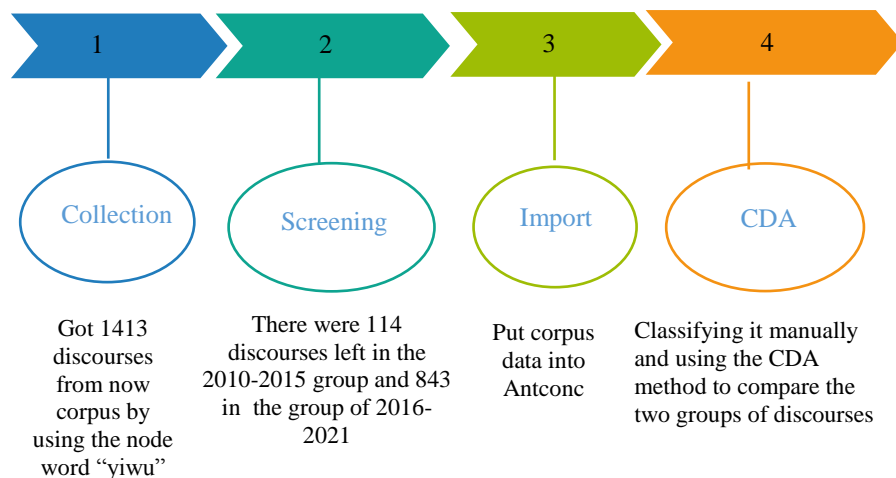 1
2
3
4
Collection
Screening
Import
CDA
Got 1413
discourses
from now
corpus by
using the node
word “yiwu”
There were 114
discourses left in the
2010-2015 group and 843
in the group of 2016-
2021
Put corpus
data into
Antconc
Classifying it manually
and using the CDA
method to compare the
two groups of discourses